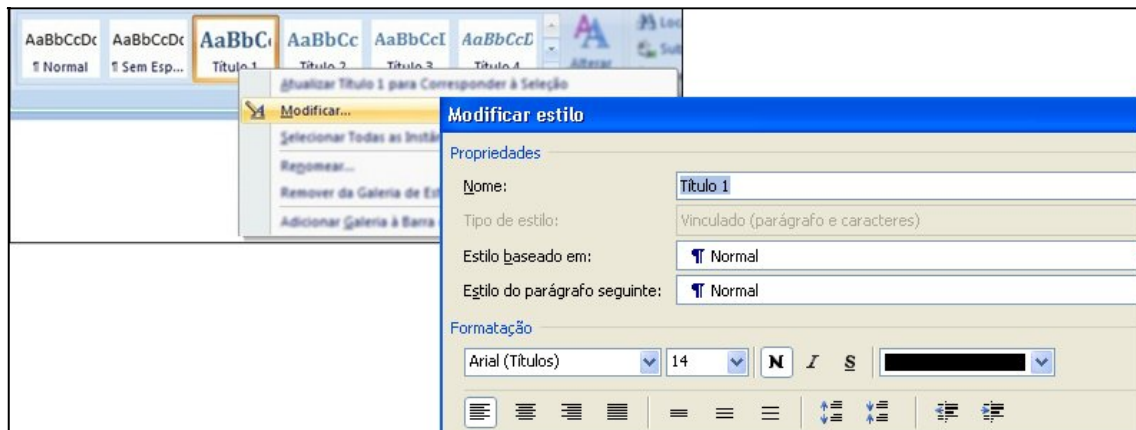 AaBbCcDc AaBbCcDc AaBbC AaBbCc AaBbCcI AaBbCcD
¶ Normal ¶ Sem Esp... Título 1 Título 2 Título 3 Título 4 Alterar
Atualizar Título 1 para Corresponder à Seleção
Modificar...
Selecionar Todas as
Renomear...
Remover da Galeria de
Adicionar Galeria à Barra
Modificar estilo
Propriedades
Nome: Título 1
Tipo de estilo: Vinculado (parágrafo e caracteres)
Estilo baseado em: ¶ Normal
Estilo do parágrafo seguinte: ¶ Normal
Formatação
Arial (Títulos) 14 N I S